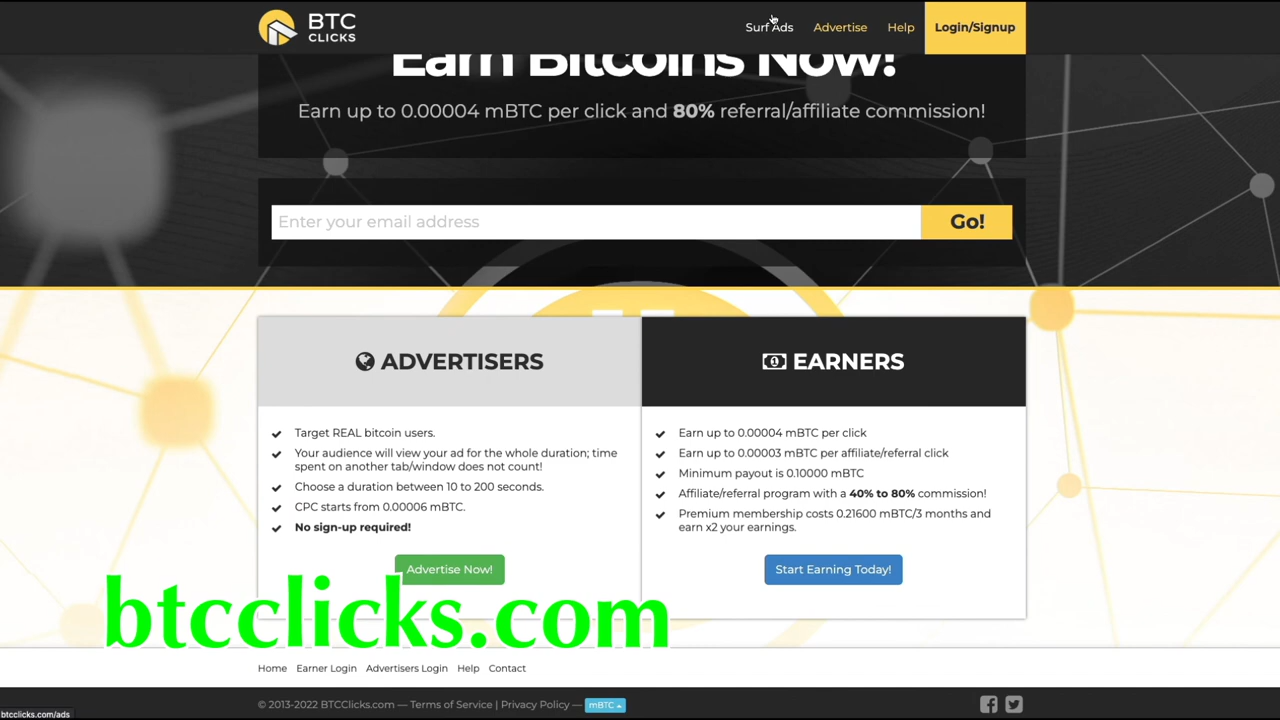 BTC
CLICKS
Surf Ads
Advertise
Help
Login/Signup
Earn Bitcoins Now!
Earn up to 0.00004 mBTC per click and 80% referral/affiliate commission!
Enter your email address
Go!
ADVERTISERS
Target REAL bitcoin users.
Your audience will view your ad for the whole duration; time
spent on another tab/window does not count!
Choose a duration between 10 to 200 seconds.
CPC starts from 0.00006 mBTC.
No sign-up required!
Advertise Now!
EARNERS
Earn up to 0.00004 mBTC per click
Earn up to 0.00003 mBTC per affiliate/referral click
Minimum payout is 0.10000 mBTC
Affiliate/referral program with a 40% to 80% commission!
Premium membership costs 0.21600 mBTC/3 months and
earn x2 your earnings.
Start Earning Today!
btcclicks.com
Home Earner Login Advertisers Login Help Contact
© 2013-2022 BTCClicks.com — Terms of Service | Privacy Policy — mBTC
btcclicks.com/ads